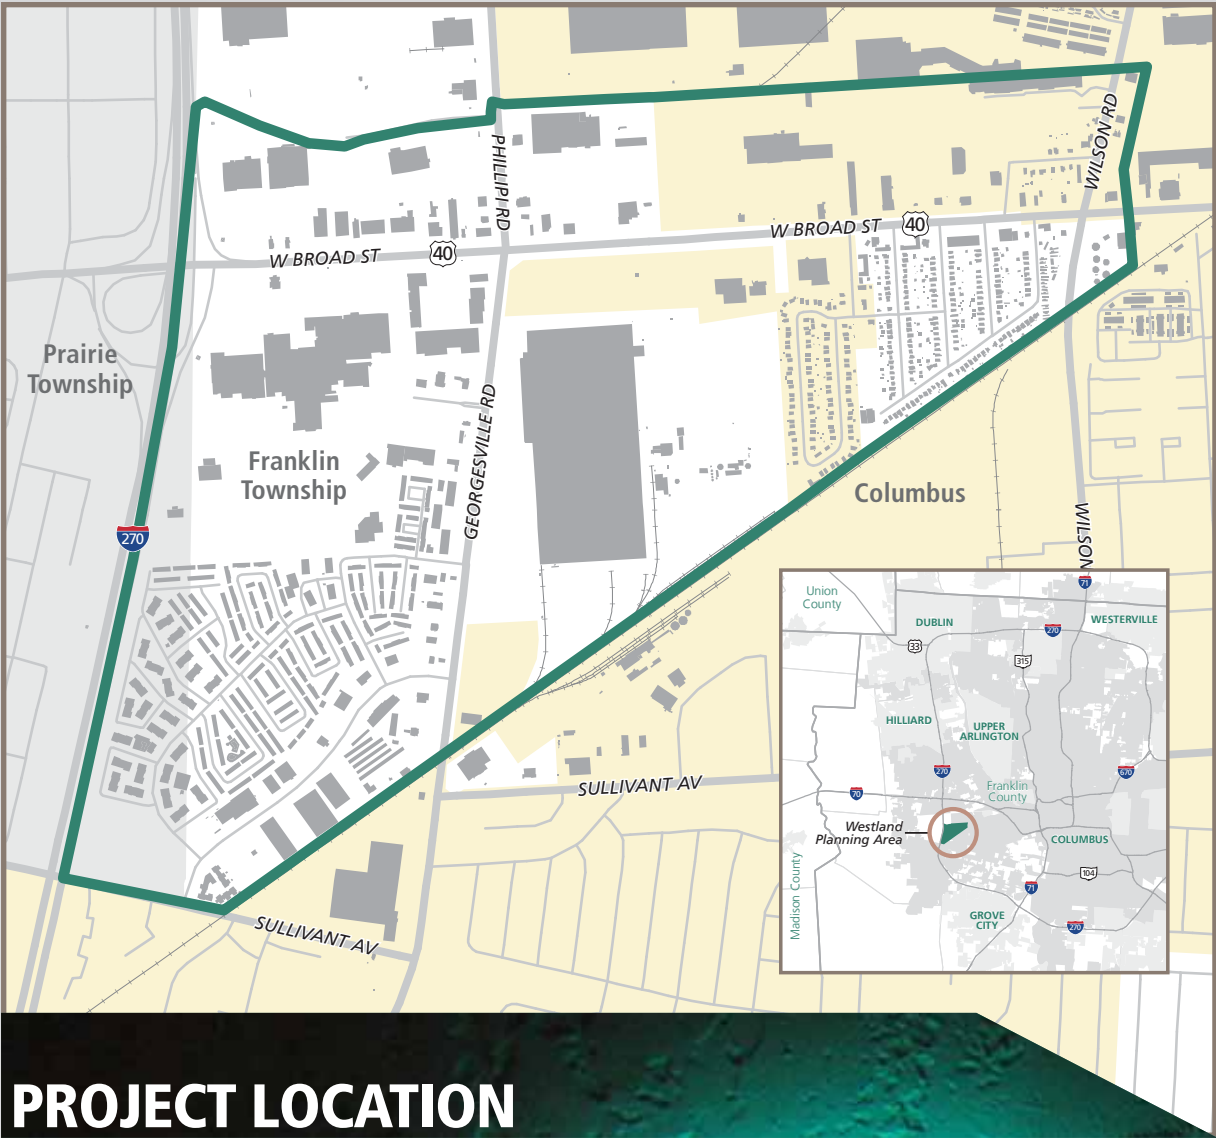 WILSON RD
PHILLIPI RD
W BROAD ST
40
W BROAD ST
40
Prairie
Township
GEORGESVILLE RD
Franklin
Township
Columbus
270
WILSON
SULLIVANT AV
SULLIVANT AV
Union
County
71
DUBLIN
WESTERVILLE
270
33
315
HILLIARD
UPPER
ARLINGTON
270
670
Franklin
County
70
Westland
Planning Area
COLUMBUS
104
71
Madison County
GROVE
CITY
270
PROJECT LOCATION